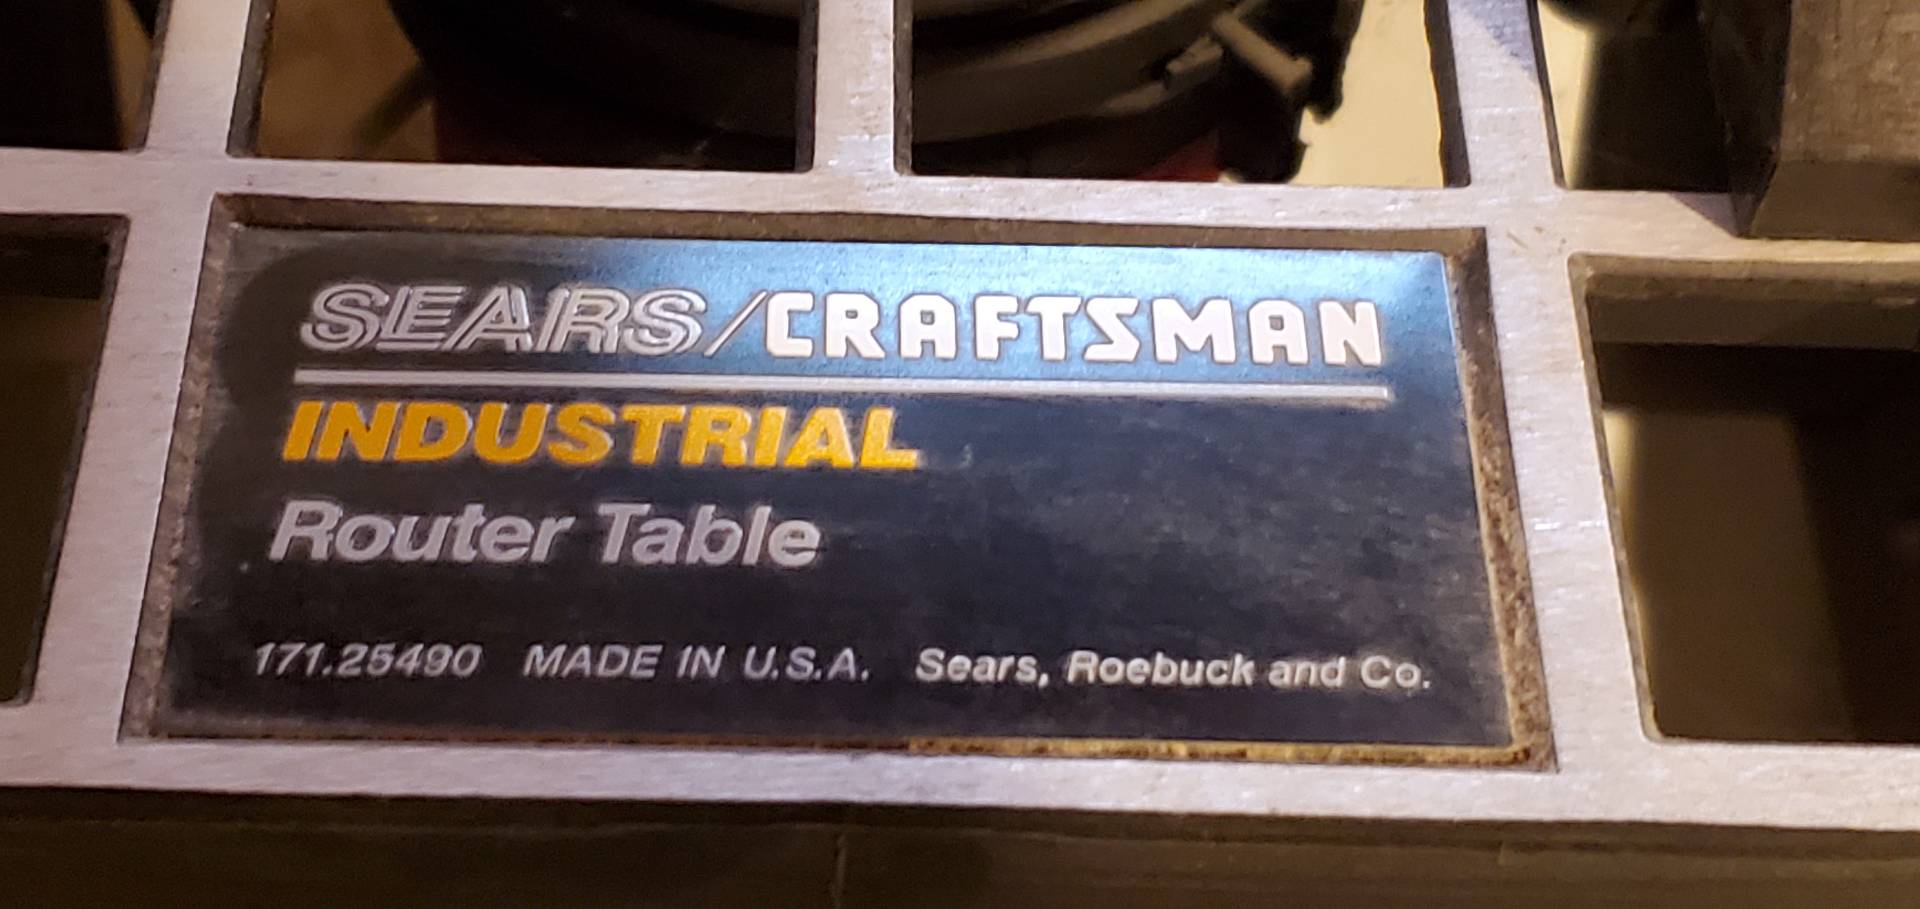 SEARS/CRAFTSMAN
INDUSTRIAL
Router Table
171.25490 MADE IN U.S.A. Sears, Roebuck and Co.